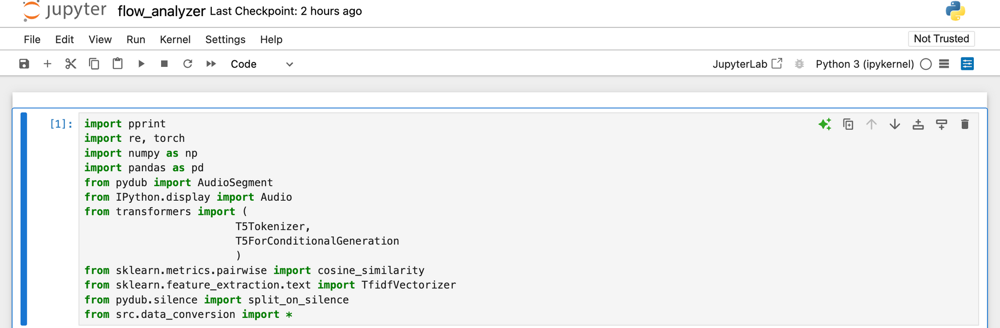 jupyter flow_analyzer Last Checkpoint: 2 hours ago
File Edit View Run Kernel Settings Help Not Trusted
Code JupyterLab Python 3 (ipykernel)
[1]: import pprint
import re, torch
import numpy as np
import pandas as pd
from pydub import AudioSegment
from IPython.display import Audio
from transformers import (
T5Tokenizer,
T5ForConditionalGeneration
)
from sklearn.metrics.pairwise import cosine_similarity
from sklearn.feature_extraction.text import TfidfVectorizer
from pydub.silence import split_on_silence
from src.data_conversion import *